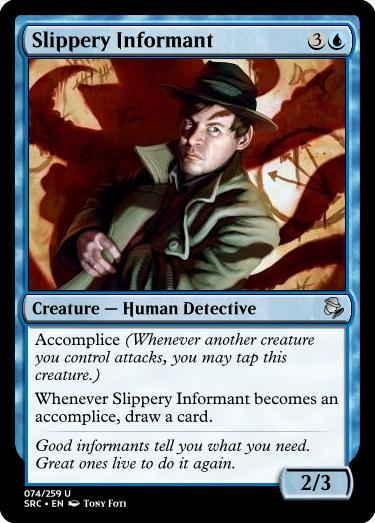 Slippery Informant 3
Creature — Human Detective
Accomplice (Whenever another creature
you control attacks, you may tap this
creature.)
Whenever Slippery Informant becomes an
accomplice, draw a card.
Good informants tell you what you need.
Great ones live to do it again.
2/3
074/259 U
SRC • EN Tony Foti